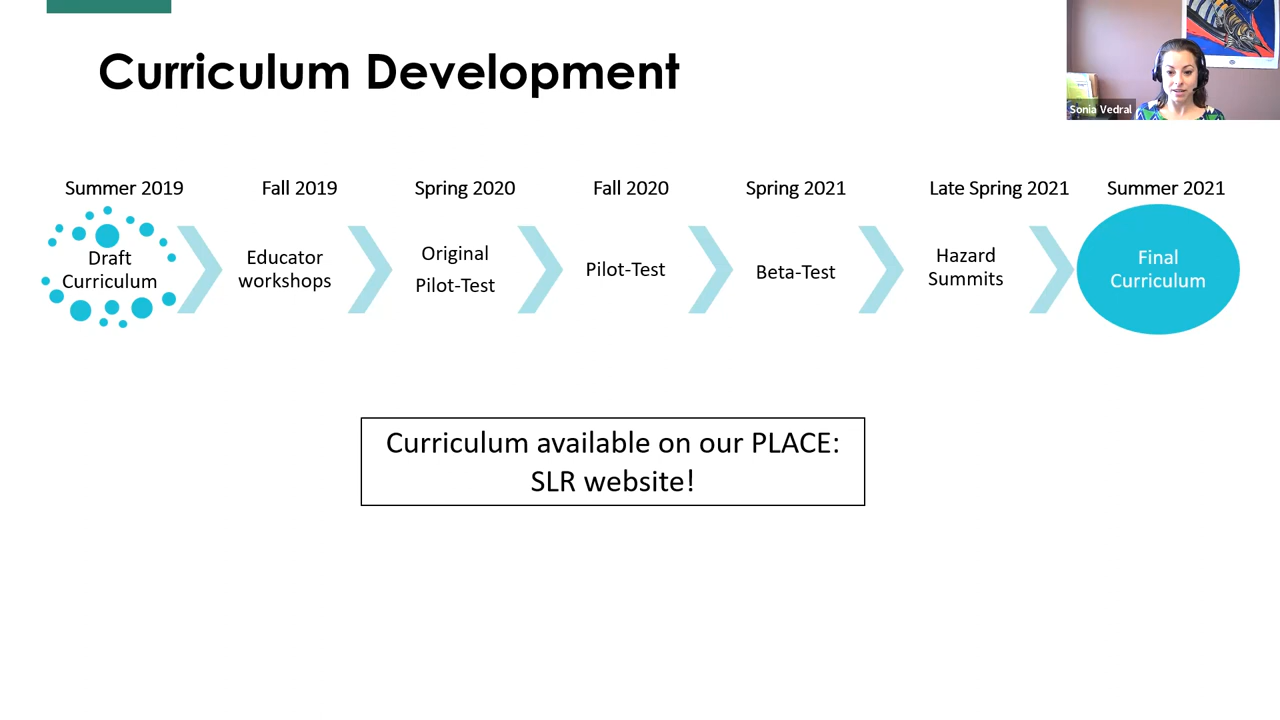 Curriculum Development
Sonia Vedral
Summer 2019
Fall 2019
Spring 2020
Fall 2020
Spring 2021
Late Spring 2021
Summer 2021
Draft
Curriculum
Educator
workshops
Original
Pilot-Test
Pilot-Test
Beta-Test
Hazard
Summits
Final
Curriculum
Curriculum available on our PLACE:
SLR website!